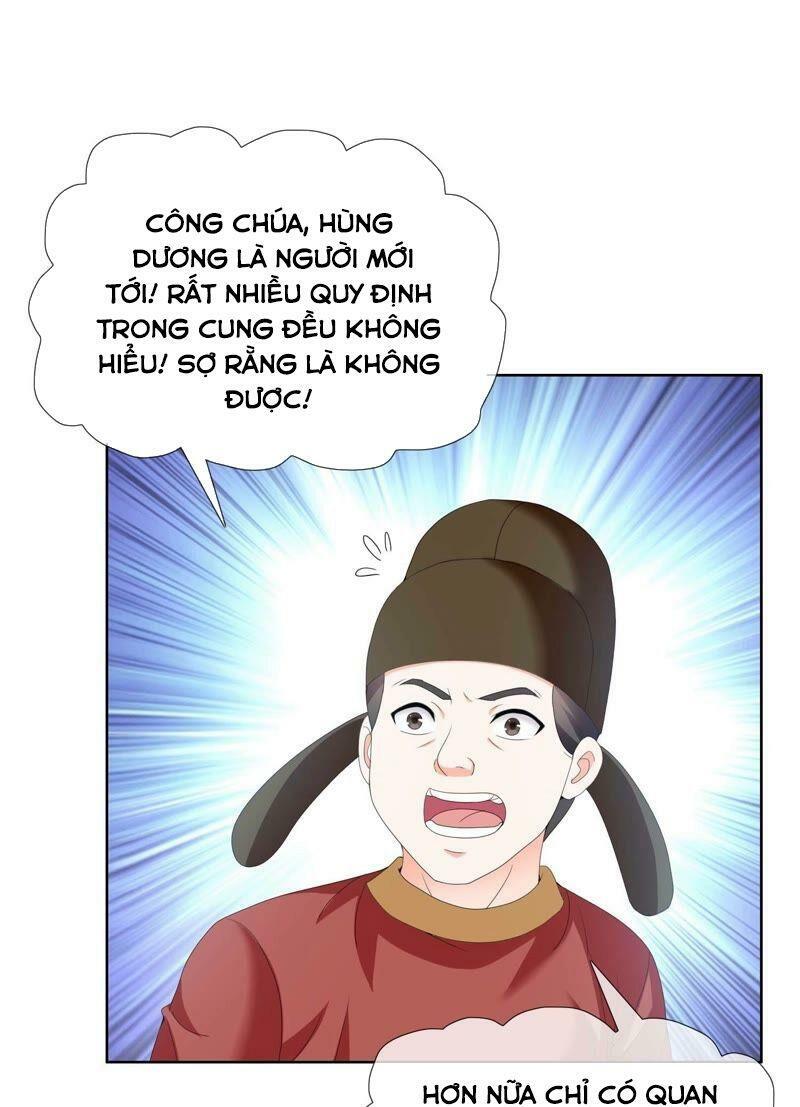 CÔNG CHÚA, HÙNG
DƯƠNG LÀ NGƯỜI MỚI
TỚI! RẤT NHIỀU QUY ĐỊNH
TRONG CUNG ĐỀU KHÔNG
HIỂU! SỢ RẰNG LÀ KHÔNG
ĐƯỢC!
HƠN NỮA CHỈ CÓ QUAN